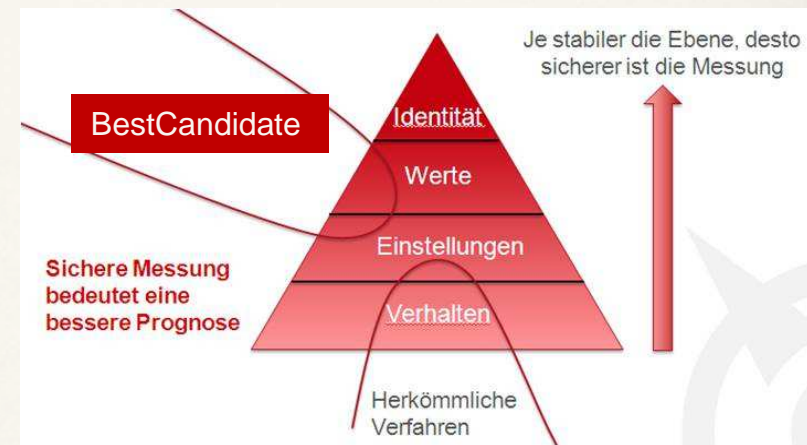 Je stabiler die Ebene, desto
sicherer ist die Messung
BestCandidate
Identität
Werte
Einstellungen
Sichere Messung
bedeutet eine
bessere Prognose
Verhalten
Herkömmliche
Verfahren